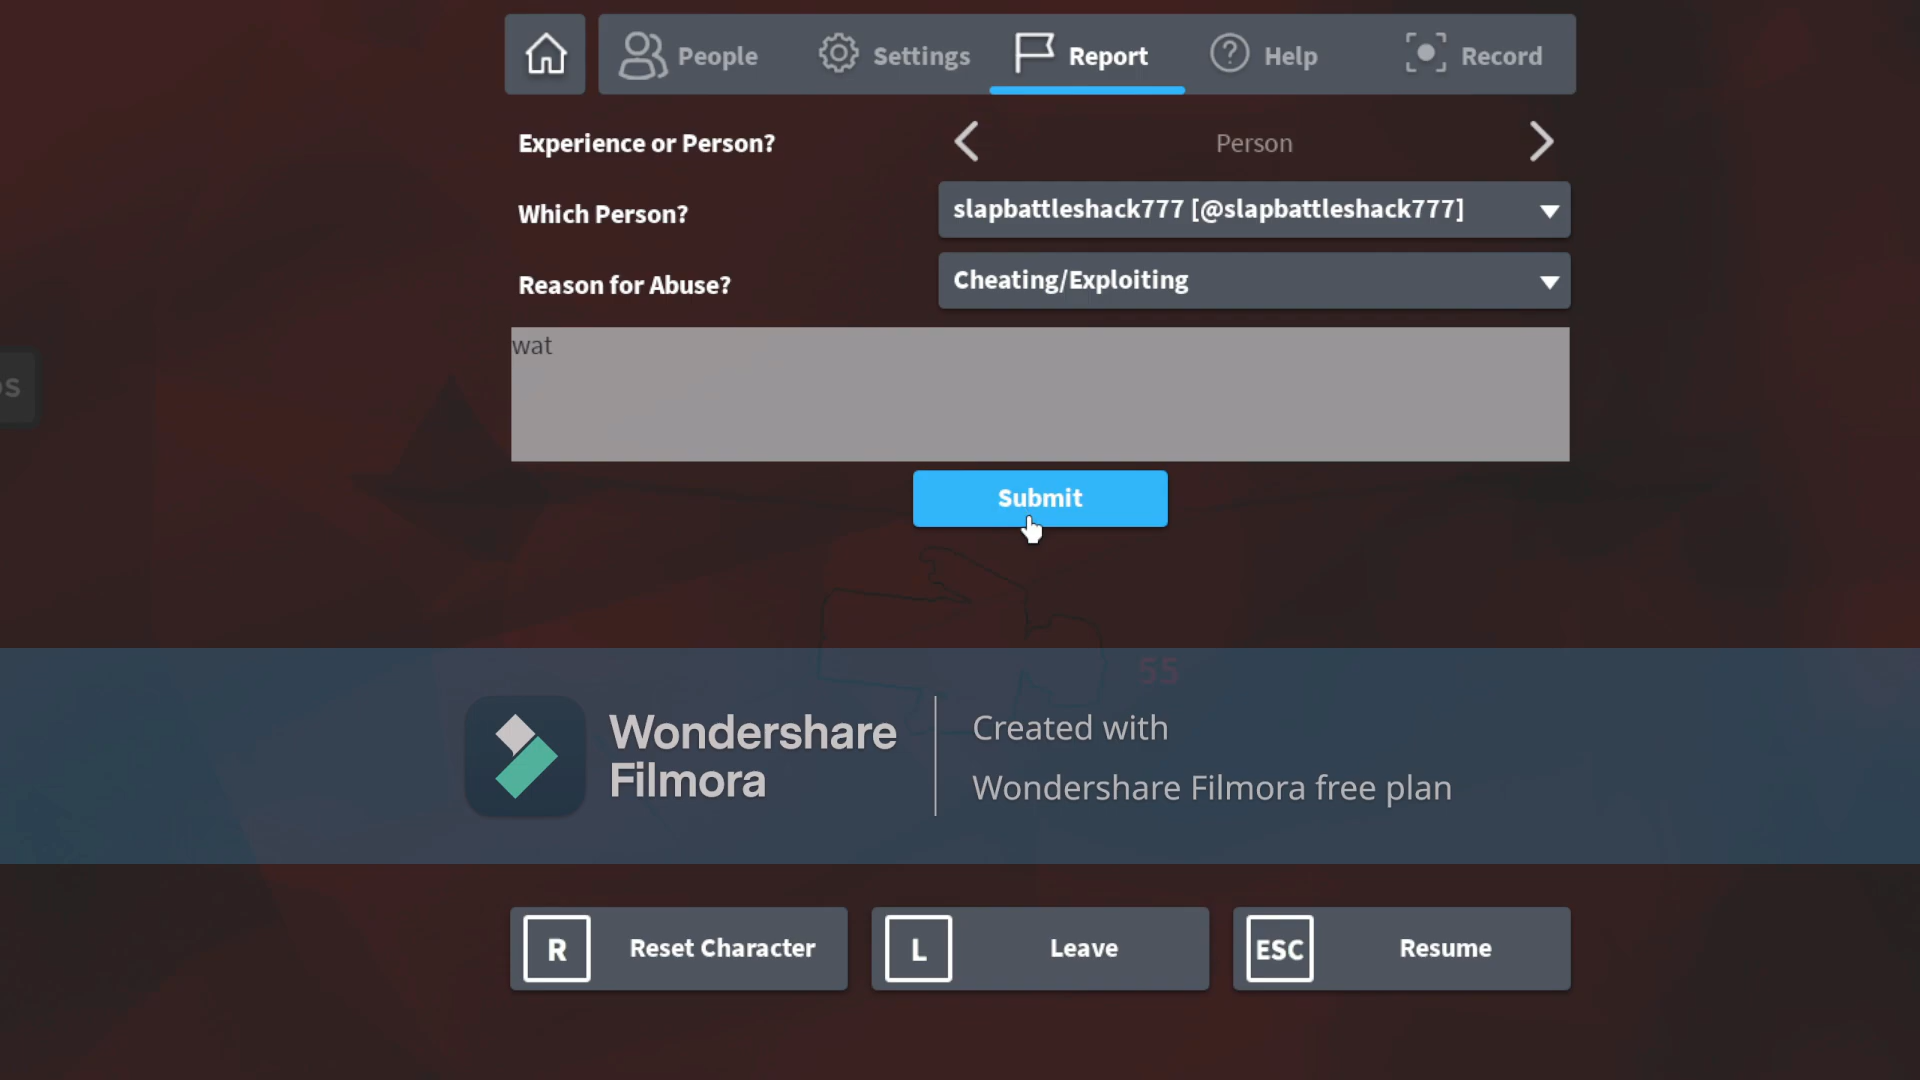 People
Settings
Report
Help
Record
Experience or Person?
Person
Which Person?
slapbattleshack777 [@slapbattleshack777]
Reason for Abuse?
Cheating/Exploiting
wat
Submit
55
Wondershare
Filmora
Created with
Wondershare Filmora free plan
R
Reset Character
L
Leave
ESC
Resume